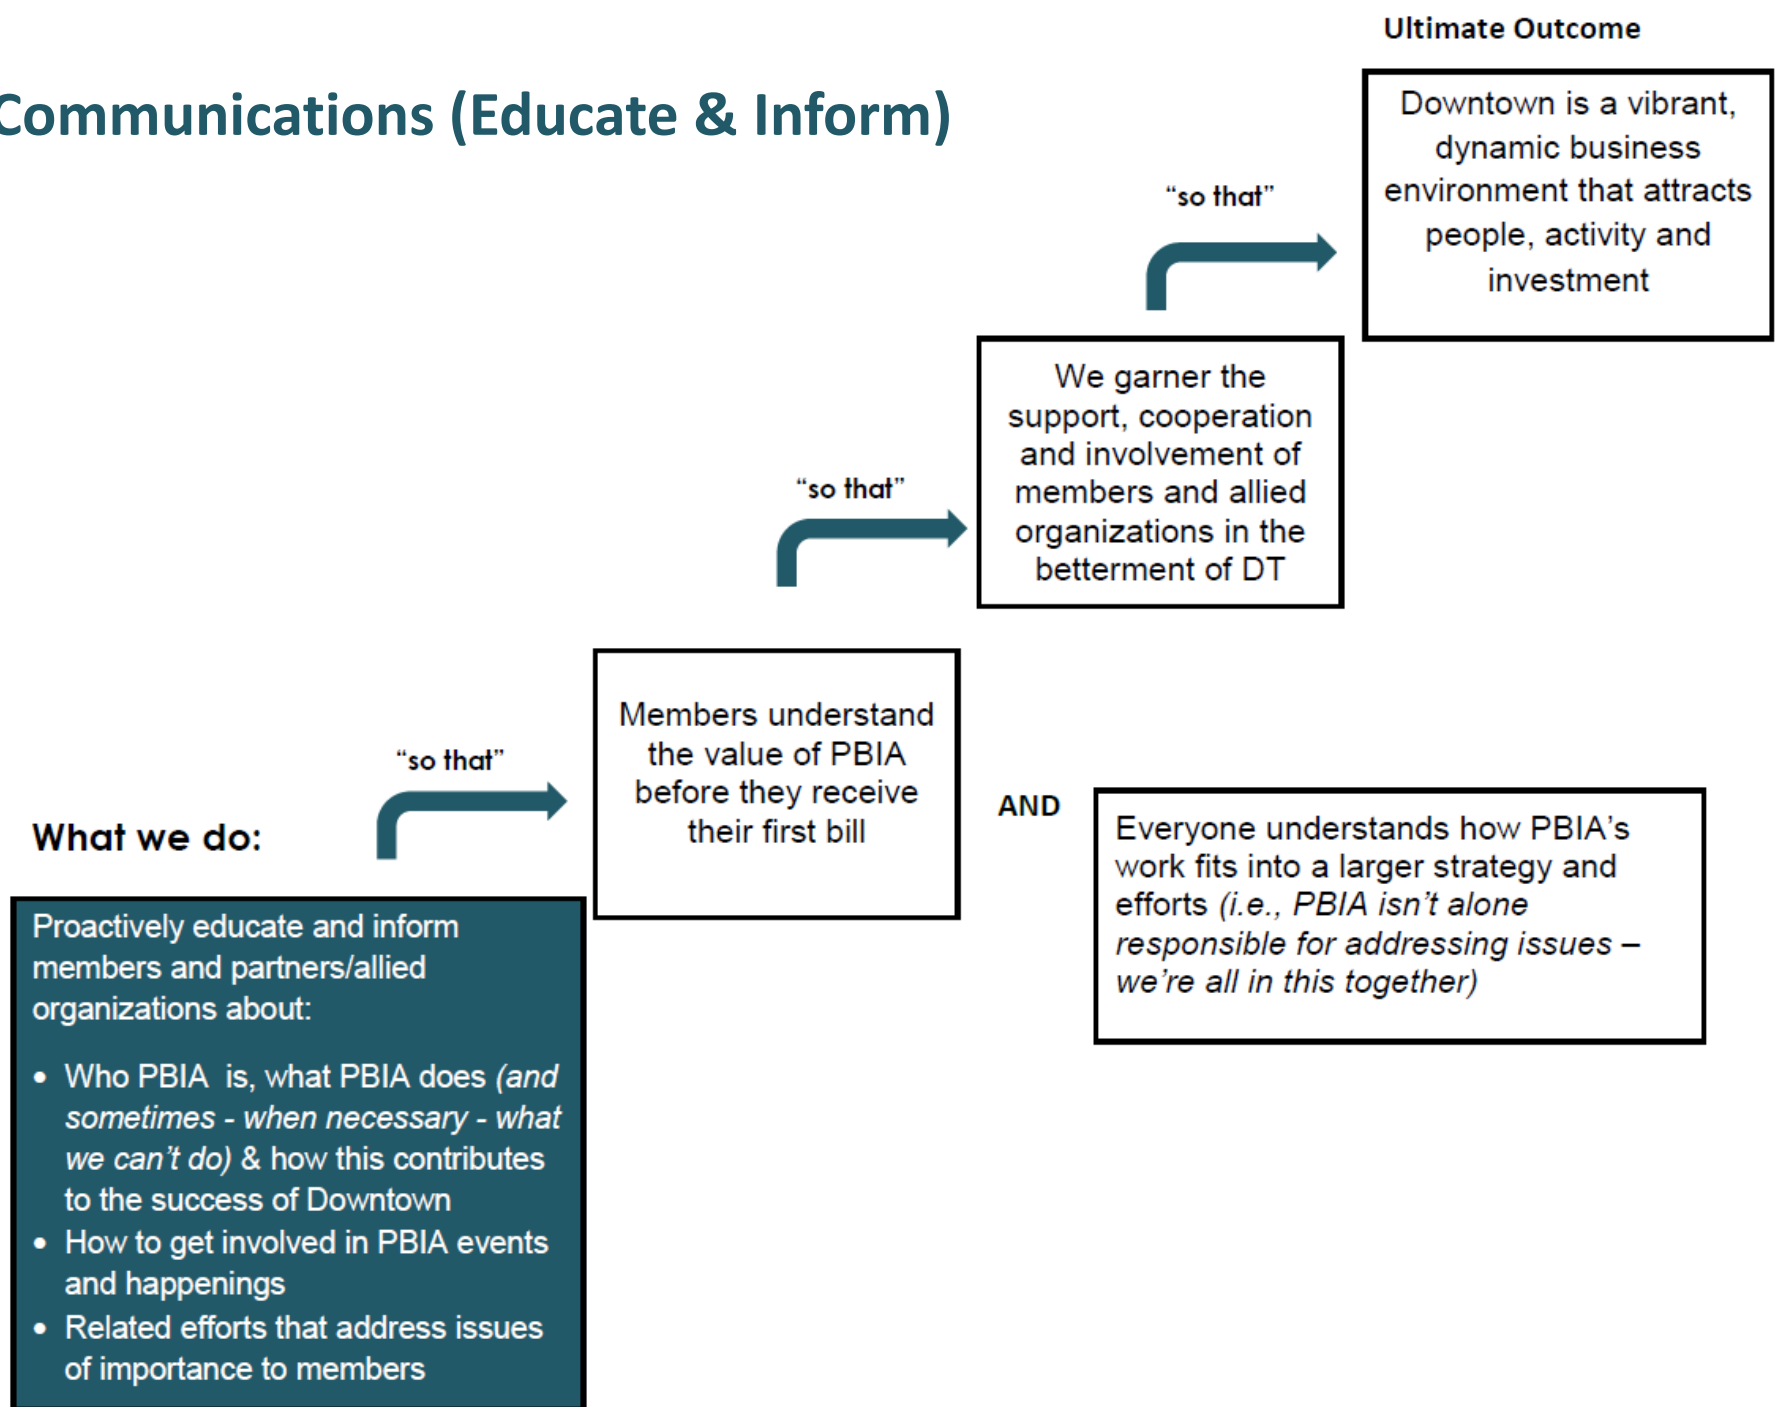 Communications (Educate & Inform)
Ultimate Outcome
Downtown is a vibrant,
dynamic business
environment that attracts
people, activity and
investment
“so that”
We garner the
support, cooperation
and involvement of
members and allied
organizations in the
betterment of DT
“so that”
Members understand
the value of PBIA
before they receive
their first bill
“so that”
AND
Everyone understands how PBIA’s
work fits into a larger strategy and
efforts (i.e., PBIA isn’t alone
responsible for addressing issues –
we’re all in this together)
What we do:
Proactively educate and inform
members and partners/allied
organizations about:
• Who PBIA is, what PBIA does (and
sometimes - when necessary - what
we can’t do) & how this contributes
to the success of Downtown
• How to get involved in PBIA events
and happenings
• Related efforts that address issues
of importance to members